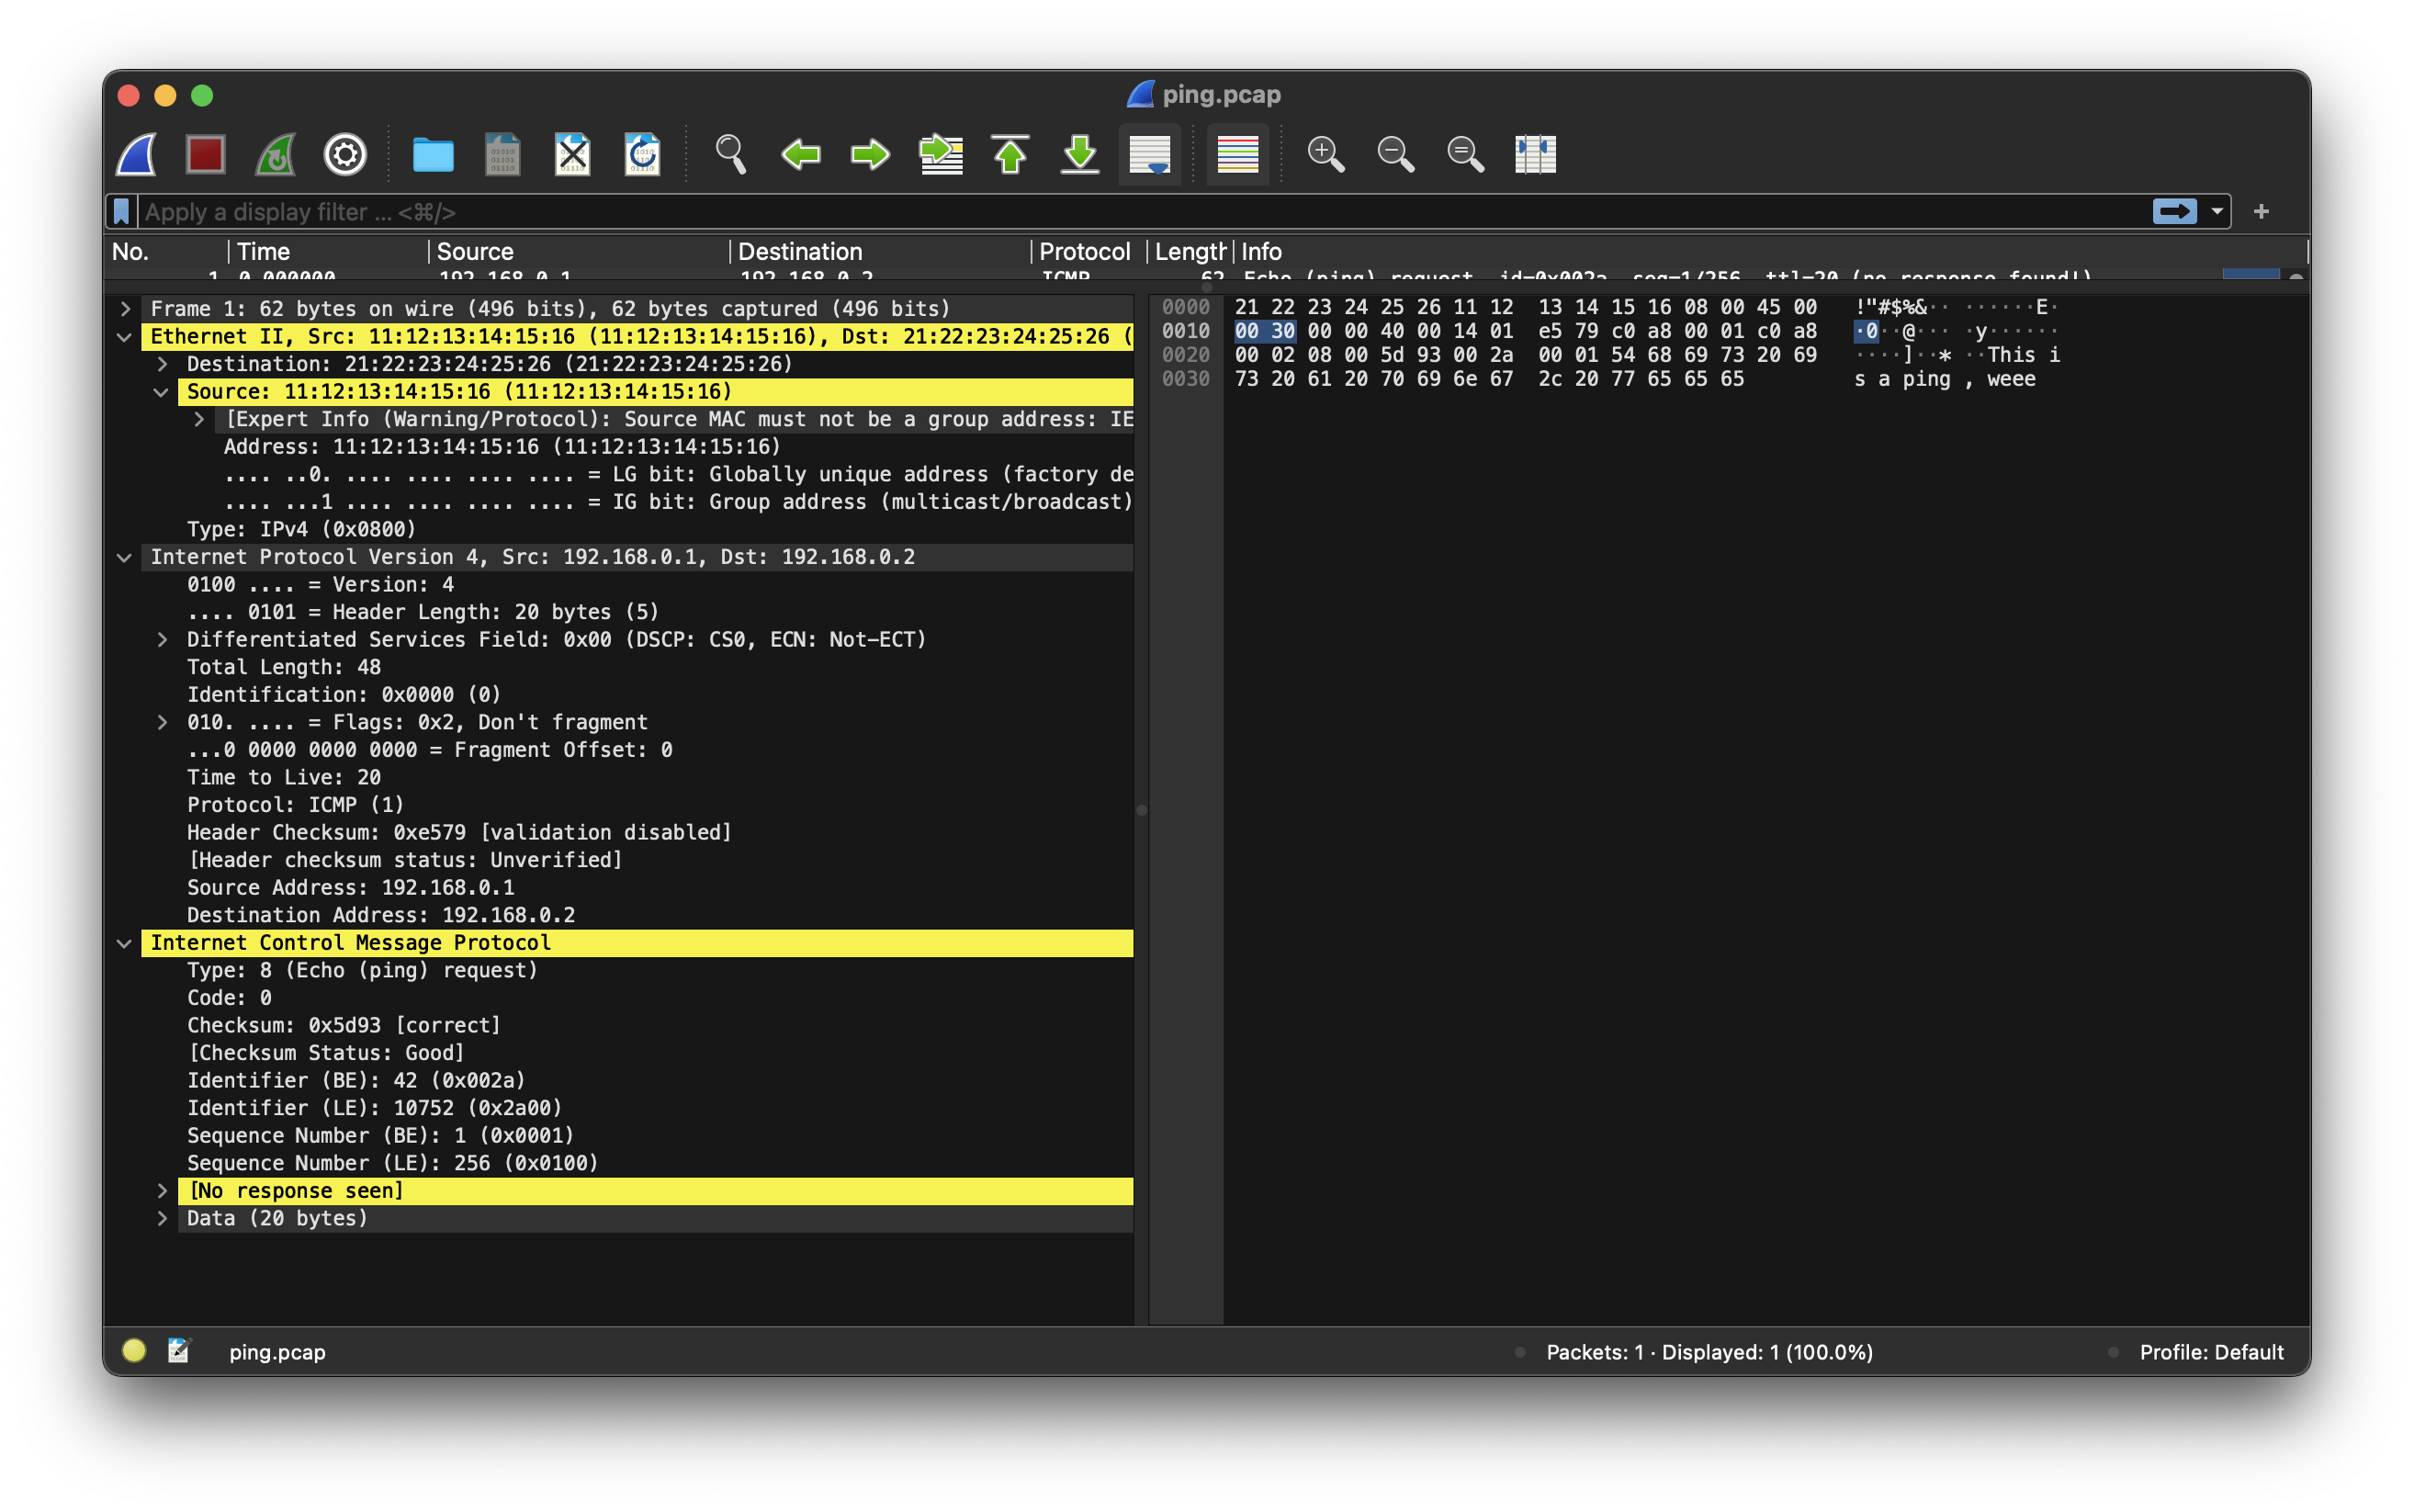 ping.pcap
Apply a display filter ... <⌘/>
No. Time Source Destination Protocol Length Info
1 0.000000 192.168.0.1 192.168.0.2 ICMP 62 Echo (ping) request id=0x002a, seq=1/256, ttl=20 (no response found!)
Frame 1: 62 bytes on wire (496 bits), 62 bytes captured (496 bits)
Ethernet II, Src: 11:12:13:14:15:16 (11:12:13:14:15:16), Dst: 21:22:23:24:25:26 (
Destination: 21:22:23:24:25:26 (21:22:23:24:25:26)
Source: 11:12:13:14:15:16 (11:12:13:14:15:16)
[Expert Info (Warning/Protocol): Source MAC must not be a group address: IE
Address: 11:12:13:14:15:16 (11:12:13:14:15:16)
.... ..0. .... .... .... .... = LG bit: Globally unique address (factory de
.... ...1 .... .... .... .... = IG bit: Group address (multicast/broadcast)
Type: IPv4 (0x0800)
Internet Protocol Version 4, Src: 192.168.0.1, Dst: 192.168.0.2
0100 .... = Version: 4
.... 0101 = Header Length: 20 bytes (5)
Differentiated Services Field: 0x00 (DSCP: CS0, ECN: Not-ECT)
Total Length: 48
Identification: 0x0000 (0)
010. .... = Flags: 0x2, Don't fragment
...0 0000 0000 0000 = Fragment Offset: 0
Time to Live: 20
Protocol: ICMP (1)
Header Checksum: 0xe579 [validation disabled]
[Header checksum status: Unverified]
Source Address: 192.168.0.1
Destination Address: 192.168.0.2
Internet Control Message Protocol
Type: 8 (Echo (ping) request)
Code: 0
Checksum: 0x5d93 [correct]
[Checksum Status: Good]
Identifier (BE): 42 (0x002a)
Identifier (LE): 10752 (0x2a00)
Sequence Number (BE): 1 (0x0001)
Sequence Number (LE): 256 (0x0100)
[No response seen]
Data (20 bytes)
0000 21 22 23 24 25 26 11 12 13 14 15 16 08 00 45 00 !"#$%&·· ······E·
0010 00 30 00 00 40 00 14 01 e5 79 c0 a8 00 01 c0 a8 ·0··@··· ·y······
0020 00 02 08 00 5d 93 00 2a 00 01 54 68 69 73 20 69 ····]··* ··This i
0030 73 20 61 20 70 69 6e 67 2c 20 77 65 65 65 s a ping , weee
ping.pcap
Packets: 1 · Displayed: 1 (100.0%)
Profile: Default